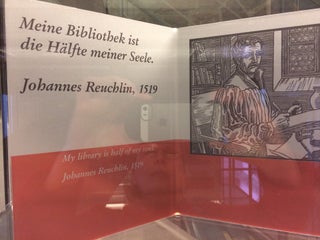 Meine Bibliothek ist
die Hälfte meiner Seele.
Johannes Reuchlin, 1519
My library is half of my soul.
Johannes Reuchlin, 1519